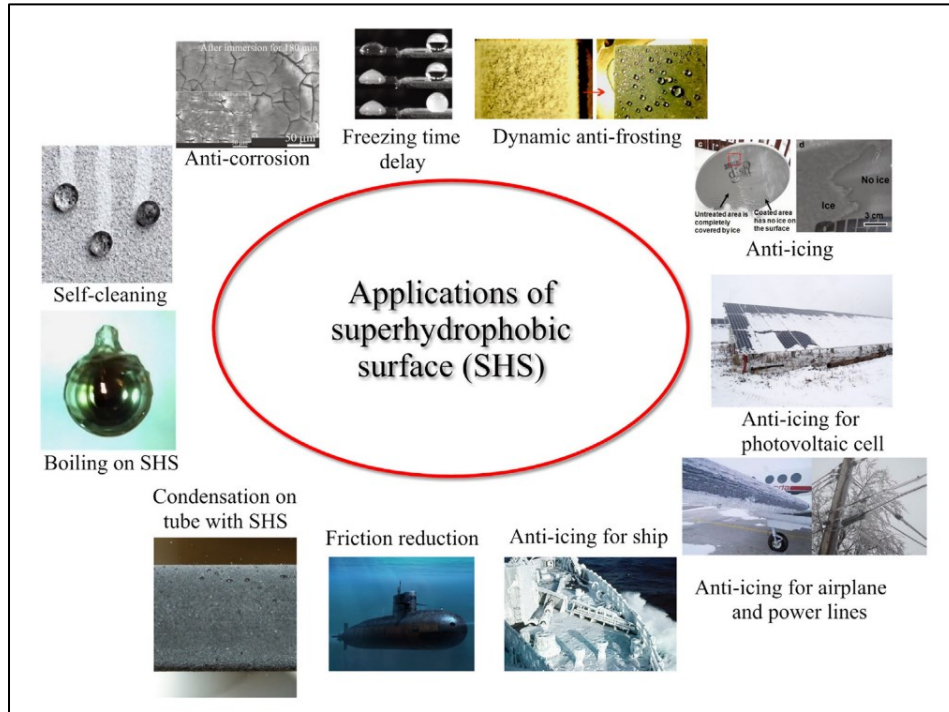 After immersion for 180 min
50 μm
Anti-corrosion
Freezing time
delay
Dynamic anti-frosting
c
d
No ice
Ice
3 cm
Untreated area is
completely
covered by ice
Coated area
has no ice on
the surface
Anti-icing
Self-cleaning
Applications of
superhydrophobic
surface (SHS)
Boiling on SHS
Anti-icing for
photovoltaic cell
Condensation on
tube with SHS
Friction reduction
Anti-icing for ship
Anti-icing for airplane
and power lines